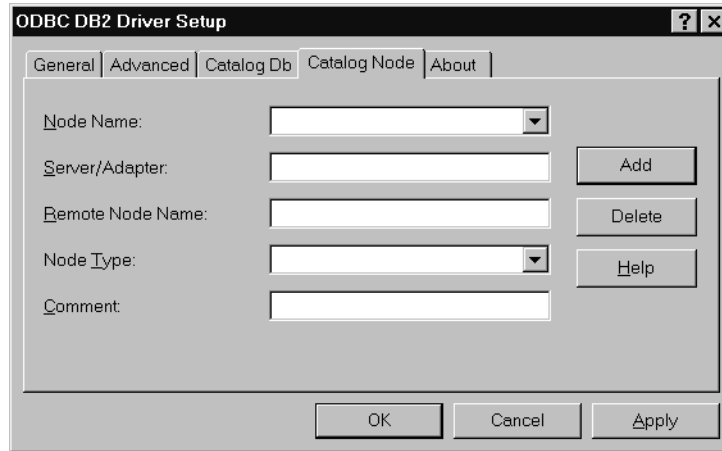 ODBC DB2 Driver Setup
General Advanced Catalog Db Catalog Node About
Node Name:
Server/Adapter:
Add
Remote Node Name:
Delete
Node Type:
Help
Comment:
OK Cancel Apply